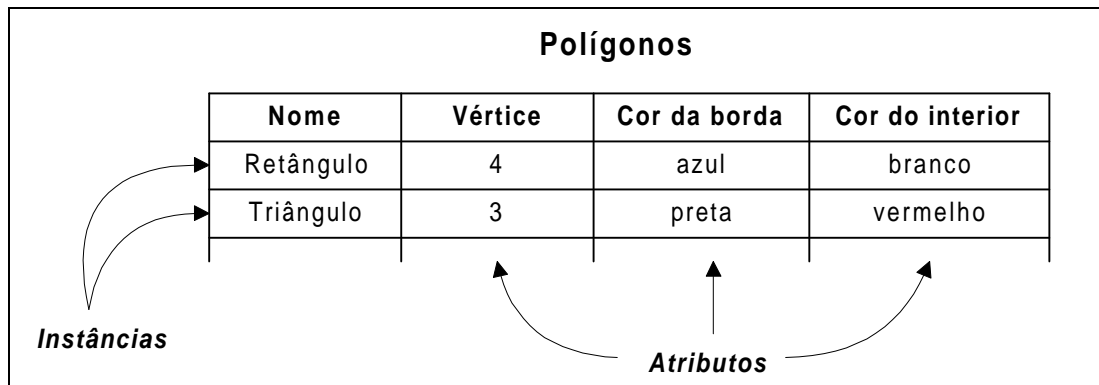 Polígonos
Nome Vértice Cor da borda Cor do interior
Retângulo 4 azul branco
Triângulo 3 preta vermelho
Instâncias
Atributos